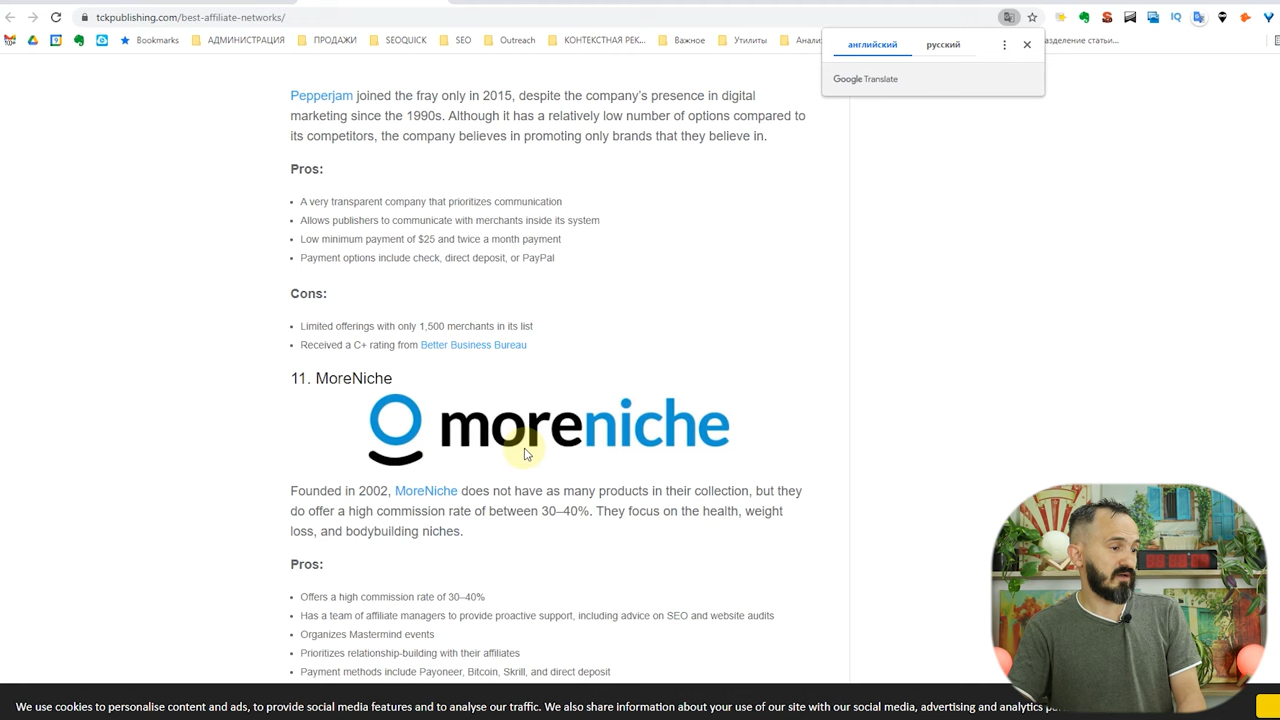 tckpublishing.com/best-affiliate-networks/
Bookmarks
АДМИНИСТРАЦИЯ
ПРОДАЖИ
SEOQUICK
SEO
Outreach
КОНТЕКСТНАЯ РЕК...
Важное
Утилиты
английский
русский
Google Translate
Pepperjam joined the fray only in 2015, despite the company's presence in digital
marketing since the 1990s. Although it has a relatively low number of options compared to
its competitors, the company believes in promoting only brands that they believe in.
Pros:
• A very transparent company that prioritizes communication
• Allows publishers to communicate with merchants inside its system
• Low minimum payment of $25 and twice a month payment
• Payment options include check, direct deposit, or PayPal
Cons:
• Limited offerings with only 1,500 merchants in its list
• Received a C+ rating from Better Business Bureau
11. MoreNiche
moreniche
Founded in 2002, MoreNiche does not have as many products in their collection, but they
do offer a high commission rate of between 30–40%. They focus on the health, weight
loss, and bodybuilding niches.
Pros:
• Offers a high commission rate of 30–40%
• Has a team of affiliate managers to provide proactive support, including advice on SEO and website audits
• Organizes Mastermind events
• Prioritizes relationship-building with their affiliates
• Payment methods include Payoneer, Bitcoin, Skrill, and direct deposit
We use cookies to personalise content and ads, to provide social media features and to analyse our traffic. We also share information about your use of our site with our social media, advertising and analytics